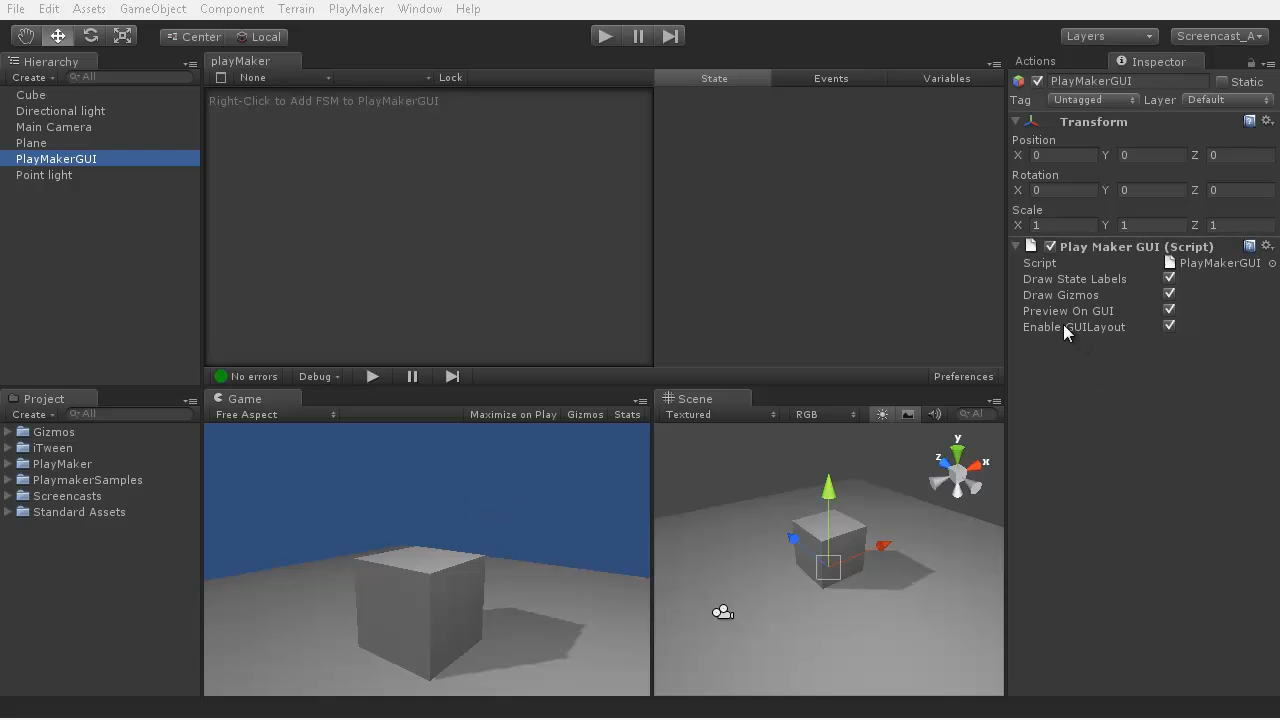 File Edit Assets GameObject Component Terrain PlayMaker Window Help
Center Local Layers Screencast_A
Hierarchy
Create All
Cube
Directional light
Main Camera
Plane
PlayMakerGUI
Point light
playMaker
None Lock State Events Variables
Right-Click to Add FSM to PlayMakerGUI
No errors Debug Preferences
Actions Inspector
PlayMakerGUI Static
Tag Untagged Layer Default
Transform
Position
X 0 Y 0 Z 0
Rotation
X 0 Y 0 Z 0
Scale
X 1 Y 1 Z 1
Play Maker GUI (Script)
Script PlayMakerGUI
Draw State Labels
Draw Gizmos
Preview On GUI
Enable GUILayout
Project
Create All
Gizmos
iTween
PlayMaker
PlaymakerSamples
Screencasts
Standard Assets
Game
Free Aspect Maximize on Play Gizmos Stats
Scene
Textured RGB Al
y
z x